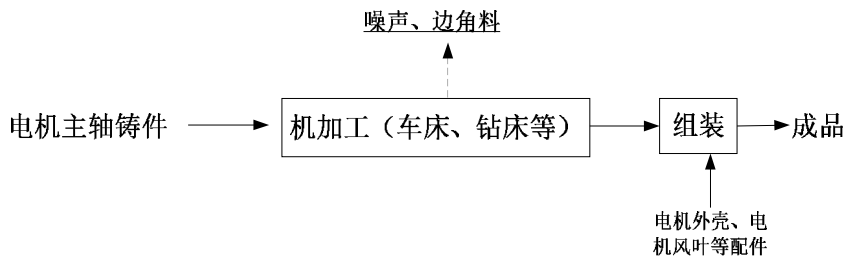 噪声、边角料
电机主轴铸件
机加工（车床、钻床等）
组装
成品
电机外壳、电
机风叶等配件